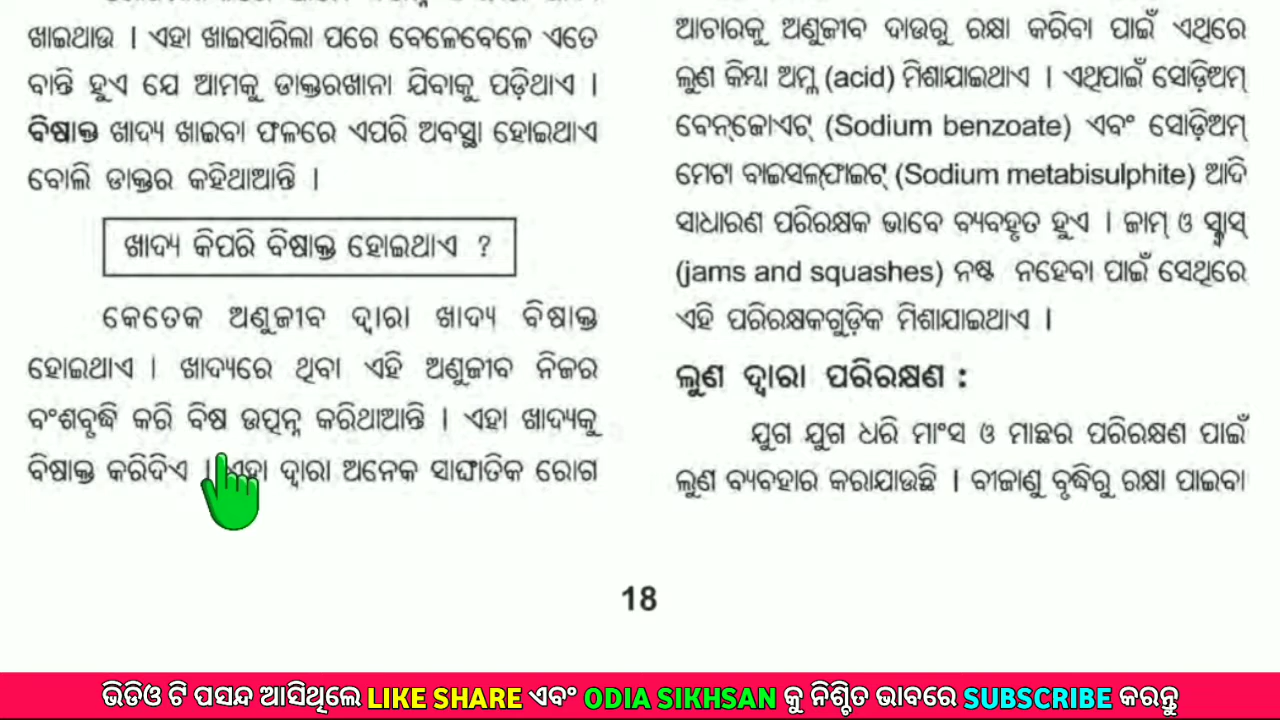 ଖାଇଥାଉ । ଏହା ଖାଇସାରିଲା ପରେ ବେଳେବେଳେ ଏତେ
ବାନ୍ତି ହୁଏ ଯେ ଆମକୁ ଡାକ୍ତରଖାନା ଯିବାକୁ ପଡ଼ିଥାଏ ।
ବିଷାକ୍ତ ଖାଦ୍ୟ ଖାଇବା ଫଳରେ ଏପରି ଅବସ୍ଥା ହୋଇଥାଏ
ବୋଲି ଡାକ୍ତର କହିଥାଆନ୍ତି ।
ଖାଦ୍ୟ କିପରି ବିଷାକ୍ତ ହୋଇଥାଏ ?
କେତେକ ଅଣୁଜୀବ ଦ୍ୱାରା ଖାଦ୍ୟ ବିଷାକ୍ତ
ହୋଇଥାଏ । ଖାଦ୍ୟରେ ଥିବା ଏହି ଅଣୁଜୀବ ନିଜର
ବଂଶବୃଦ୍ଧି କରି ବିଷ ଉତ୍ପନ୍ନ କରିଥାଆନ୍ତି । ଏହା ଖାଦ୍ୟକୁ
ବିଷାକ୍ତ କରିଦିଏ । ଏହା ଦ୍ୱାରା ଅନେକ ସାଙ୍ଘାତିକ ରୋଗ
ଆଚାରକୁ ଅଣୁଜୀବ ଦାଉରୁ ରକ୍ଷା କରିବା ପାଇଁ ଏଥିରେ
ଲୁଣ କିମ୍ବା ଅମ୍ଳ (acid) ମିଶାଯାଇଥାଏ । ଏଥିପାଇଁ ସୋଡ଼ିଅମ୍
ବେନ୍‌ଜୋଏଟ୍ (Sodium benzoate) ଏବଂ ସୋଡ଼ିଅମ୍
ମେଟା ବାଇସଲ୍‌ଫାଇଟ୍ (Sodium metabisulphite) ଆଦି
ସାଧାରଣ ପରିରକ୍ଷକ ଭାବେ ବ୍ୟବହୃତ ହୁଏ । ଜାମ୍ ଓ ସ୍କ୍ୱାସ୍
(jams and squashes) ନଷ୍ଟ ନହେବା ପାଇଁ ସେଥିରେ
ଏହି ପରିରକ୍ଷକଗୁଡ଼ିକ ମିଶାଯାଇଥାଏ ।
ଲୁଣ ଦ୍ୱାରା ପରିରକ୍ଷଣ :
ଯୁଗ ଯୁଗ ଧରି ମାଂସ ଓ ମାଛର ପରିରକ୍ଷଣ ପାଇଁ
ଲୁଣ ବ୍ୟବହାର କରାଯାଉଛି । ବୀଜାଣୁ ବୃଦ୍ଧିରୁ ରକ୍ଷା ପାଇବା
18
ଭିଡିଓ ଟି ପସନ୍ଦ ଆସିଥିଲେ LIKE SHARE ଏବଂ ODIA SIKHSAN କୁ ନିଶ୍ଚିତ ଭାବରେ SUBSCRIBE କରନ୍ତୁ